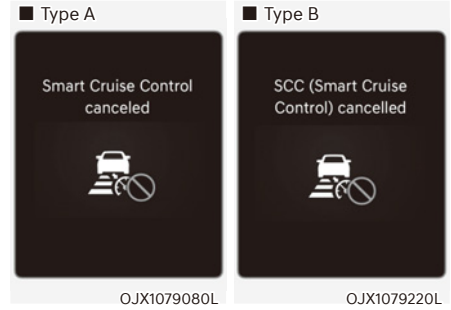 ■ Type A
Smart Cruise Control
canceled
OJX1079080L
■ Type B
SCC (Smart Cruise
Control) cancelled
OJX1079220L